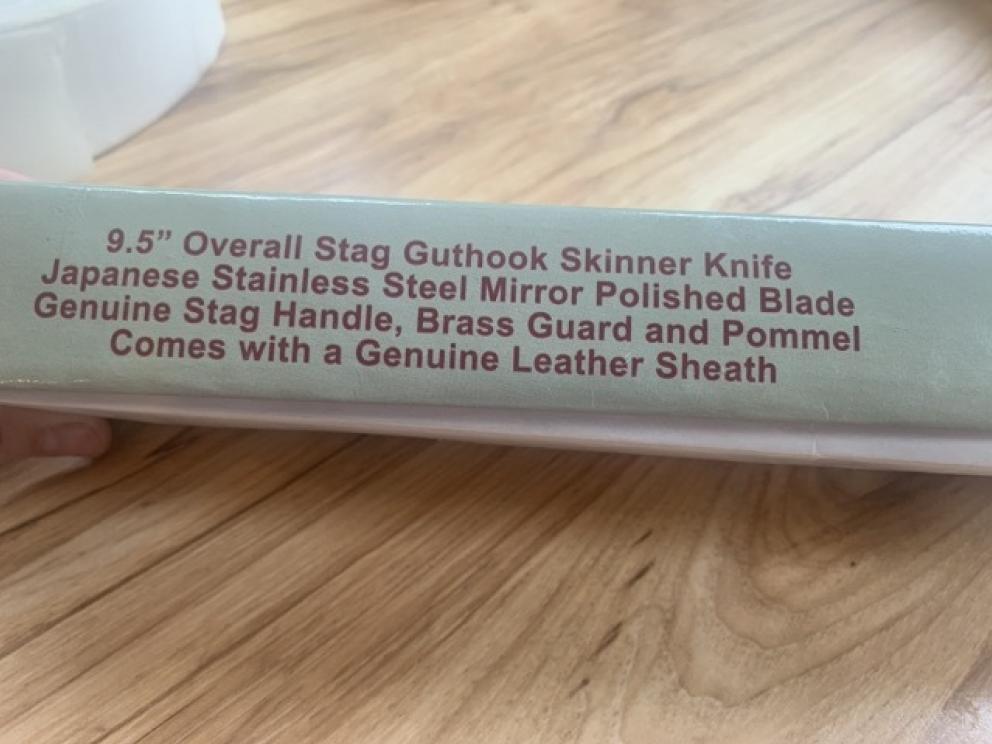 9.5” Overall Stag Guthook Skinner Knife
Japanese Stainless Steel Mirror Polished Blade
Genuine Stag Handle, Brass Guard and Pommel
Comes with a Genuine Leather Sheath